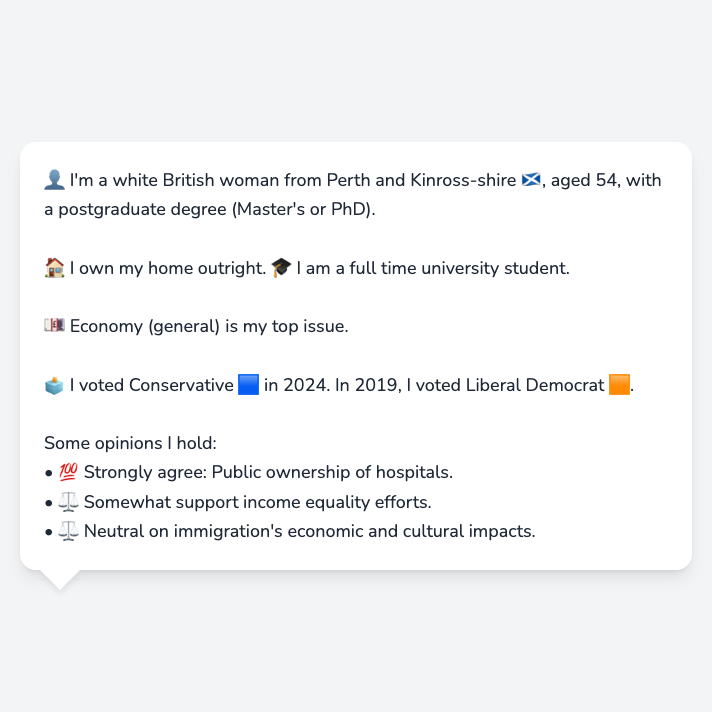 👤 I'm a white British woman from Perth and Kinross-shire 🏴󠁧󠁢󠁳󠁣󠁴󠁿, aged 54, with
a postgraduate degree (Master's or PhD).
🏠 I own my home outright. 🎓 I am a full time university student.
💷 Economy (general) is my top issue.
🗳️ I voted Conservative 🟦 in 2024. In 2019, I voted Liberal Democrat 🟧.
Some opinions I hold:
• 💯 Strongly agree: Public ownership of hospitals.
• ⚖️ Somewhat support income equality efforts.
• ⚖️ Neutral on immigration's economic and cultural impacts.